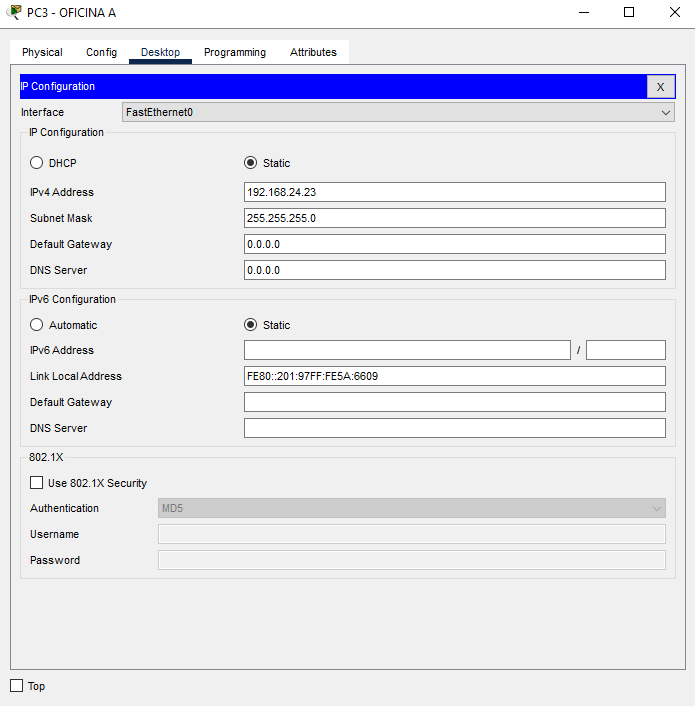 PC3 - OFICINA A
Physical Config Desktop Programming Attributes
IP Configuration X
Interface FastEthernet0
IP Configuration
DHCP Static
IPv4 Address 192.168.24.23
Subnet Mask 255.255.255.0
Default Gateway 0.0.0.0
DNS Server 0.0.0.0
IPv6 Configuration
Automatic Static
IPv6 Address /
Link Local Address FE80::201:97FF:FE5A:6609
Default Gateway
DNS Server
802.1X
Use 802.1X Security
Authentication MD5
Username
Password
Top